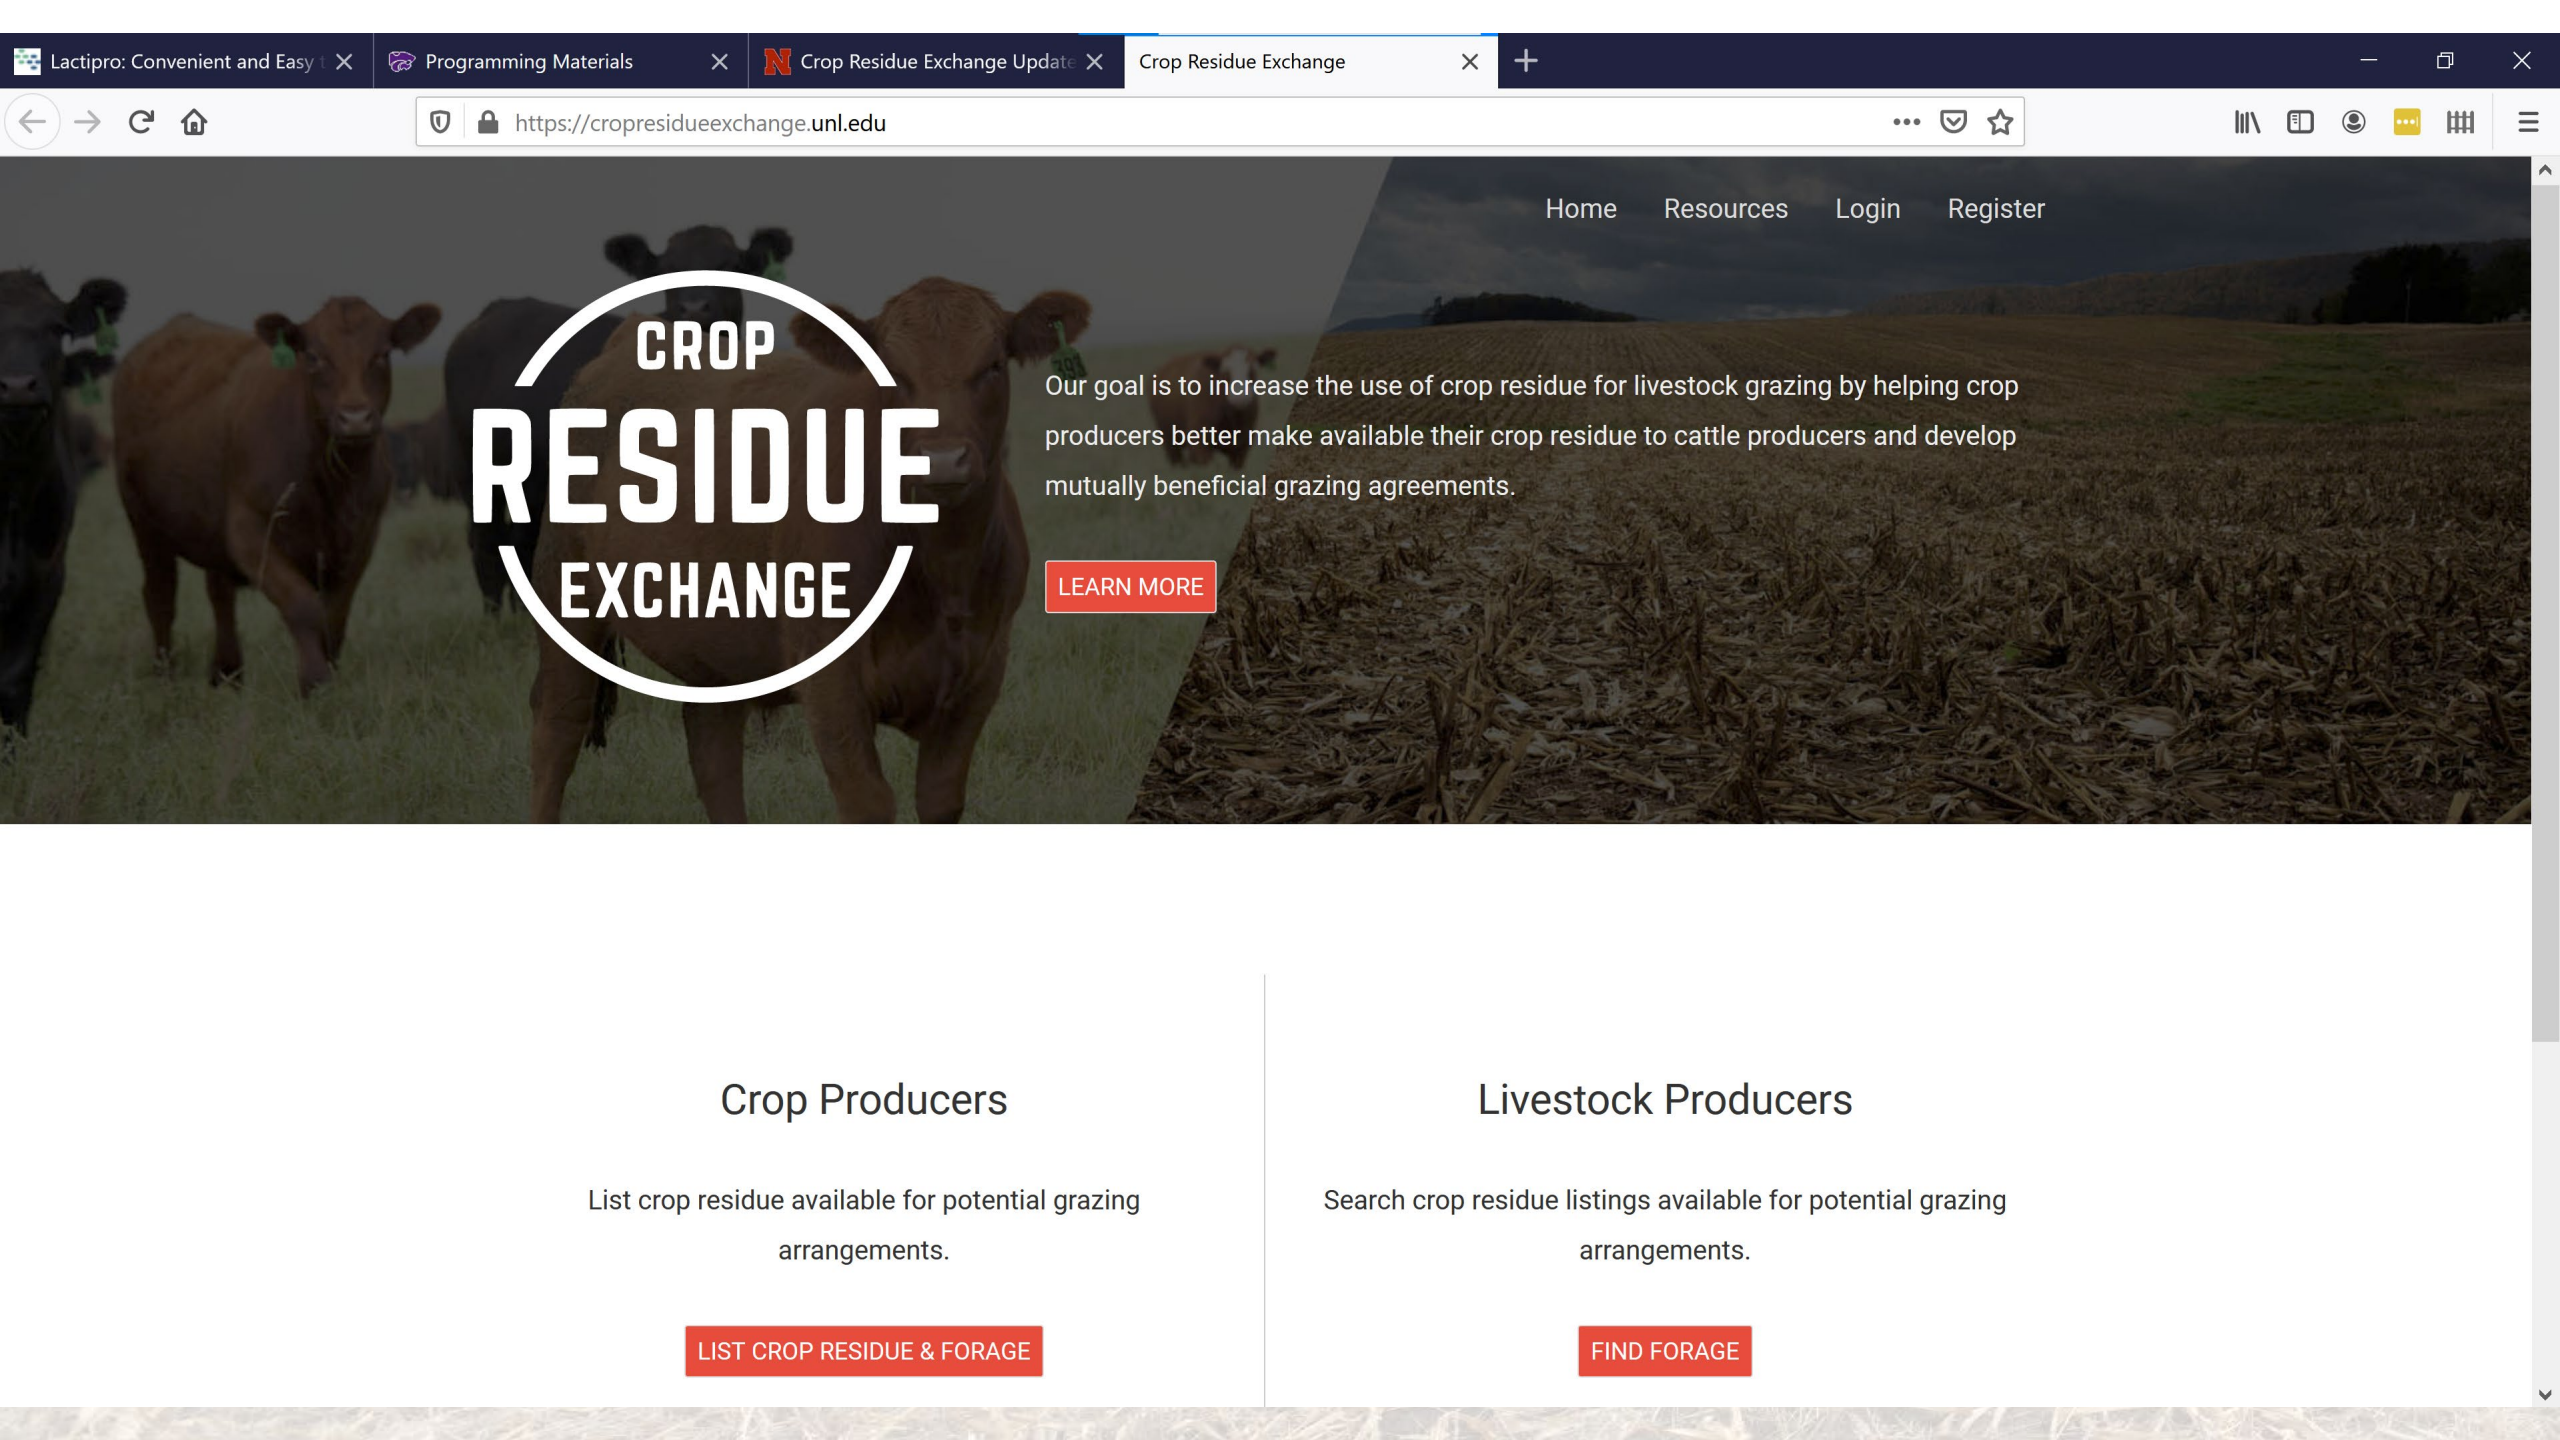 Lactipro: Convenient and Easy t
Programming Materials
Crop Residue Exchange Update
Crop Residue Exchange
https://cropresidueexchange.unl.edu
Home Resources Login Register
CROP
RESIDUE
EXCHANGE
Our goal is to increase the use of crop residue for livestock grazing by helping crop
producers better make available their crop residue to cattle producers and develop
mutually beneficial grazing agreements.
LEARN MORE
Crop Producers
List crop residue available for potential grazing
arrangements.
LIST CROP RESIDUE & FORAGE
Livestock Producers
Search crop residue listings available for potential grazing
arrangements.
FIND FORAGE